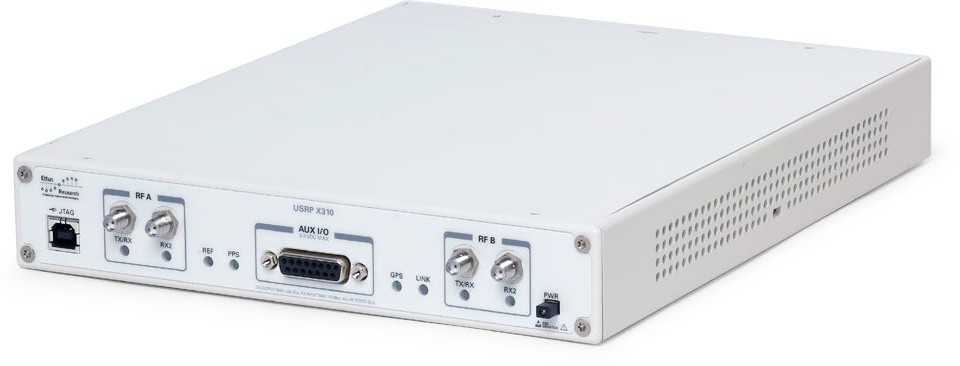 Ettus
Research
JTAG
RF A
TX/RX
RX2
REF
PPS
USRP X310
AUX I/O
GPS
LINK
RF B
TX/RX
RX2
PWR